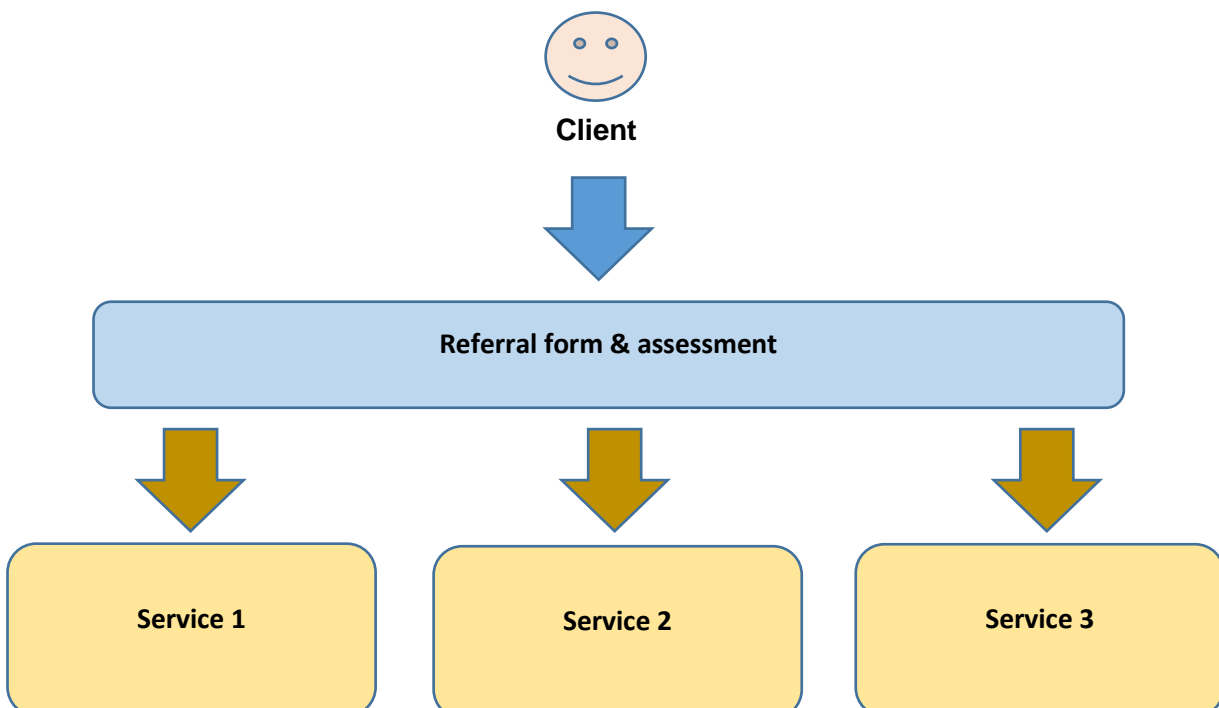 Client
Referral form & assessment
Service 1
Service 2
Service 3